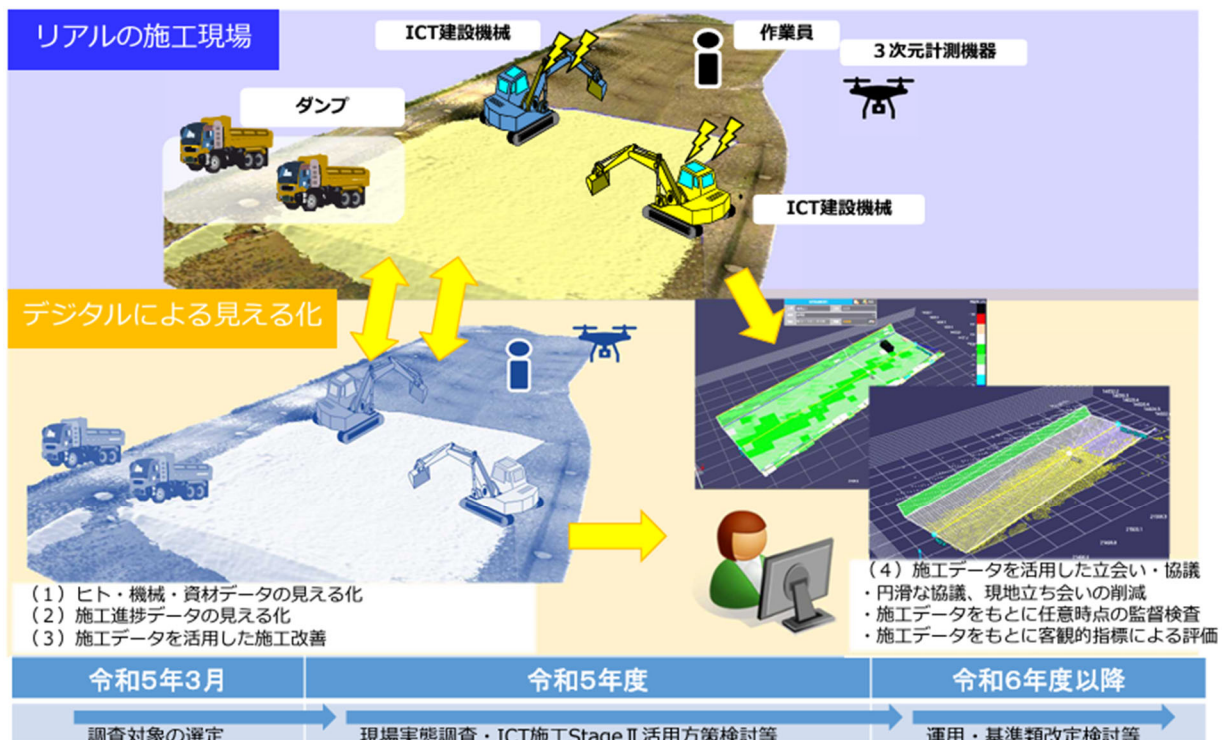 リアルの施工現場
ICT建設機械
作業員
3次元計測機器
ダンプ
ICT建設機械
デジタルによる見える化
(1)ヒト・機械・資材データの見える化
(2)施工進捗データの見える化
(3)施工データを活用した施工改善
(4)施工データを活用した立会い・協議
・円滑な協議、現地立ち会いの削減
・施工データをもとに任意時点の監督検査
・施工データをもとに客観的指標による評価
令和5年3月
令和5年度
令和6年度以降
調査対象の選定
現場実態調査・ICT施工StageⅡ活用方策検討等
運用・基準類改定検討等